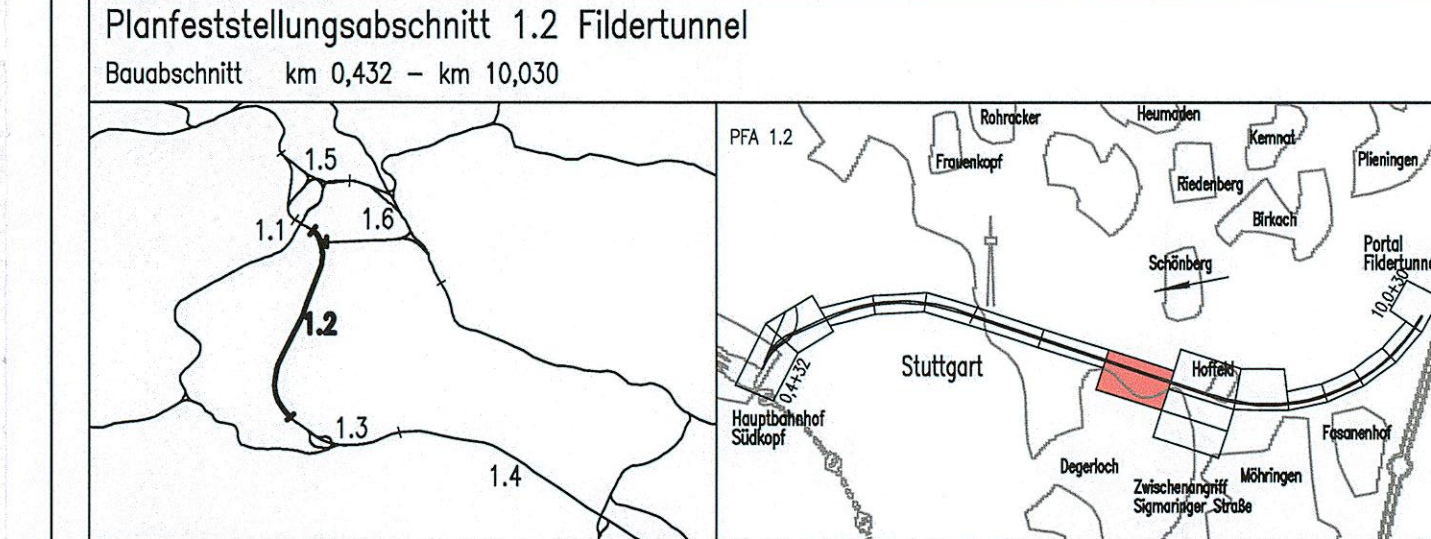 Planfeststellungsabschnitt 1.2 Fildertunnel
Bauabschnitt km 0,432 – km 10,030
1.5
1.6
1.1
1.2
1.3
1.4
PFA 1.2
Rohracker
Heumaden
Frauenkopf
Kemnat
Plieningen
Riedenberg
Birkach
Schönberg
Portal
Fildertunne
10,0+30
Stuttgart
Hoffeld
0,4+32
Hauptbahnhof
Südkopf
Fasanenhof
Degerloch
Möhringen
Zwischenangriff
Sigmaringer Straße